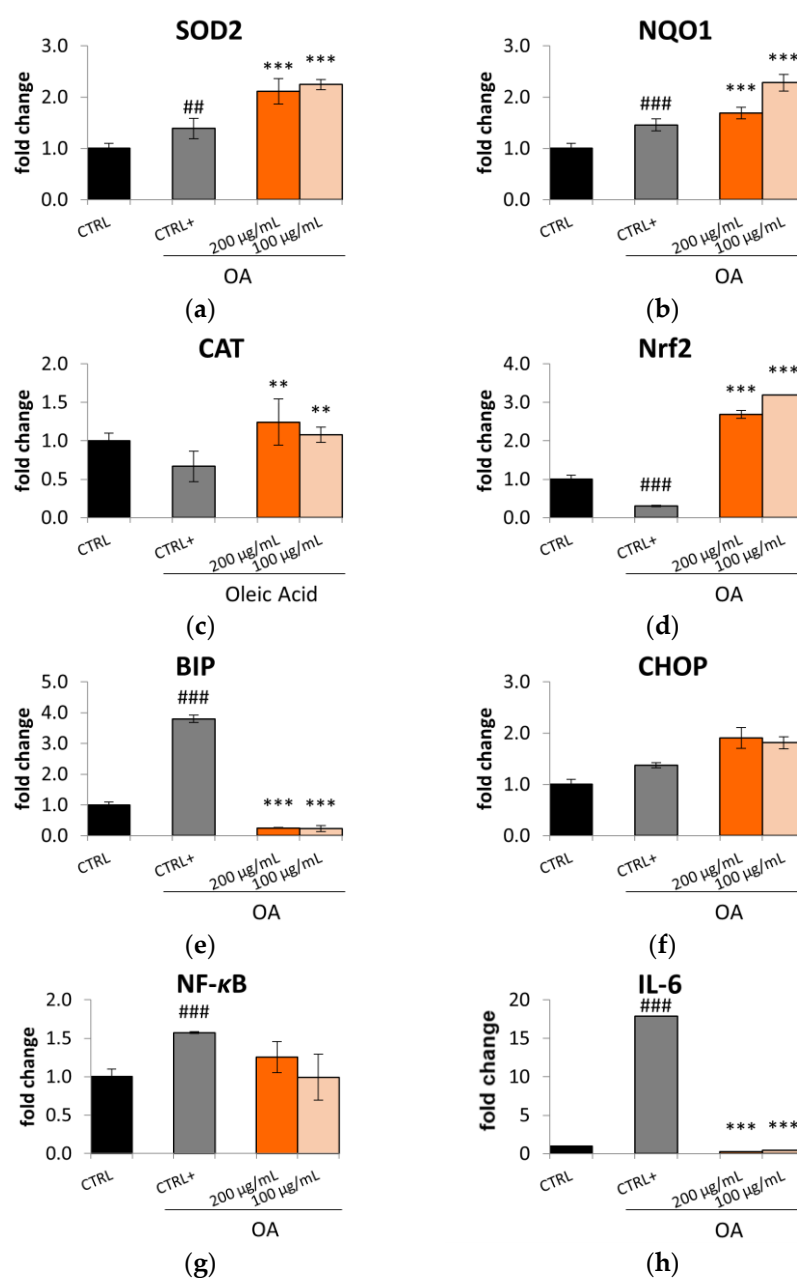 SOD2
3.0
2.0
1.0
0.0
fold change
##
***
***
CTRL
CTRL+
200 µg/mL
100 µg/mL
OA
(a)
NQO1
3.0
2.0
1.0
0.0
fold change
###
***
***
CTRL
CTRL+
200 µg/mL
100 µg/mL
OA
(b)
CAT
2.0
1.5
1.0
0.5
0.0
fold change
**
**
CTRL
CTRL+
200 µg/mL
100 µg/mL
Oleic Acid
(c)
Nrf2
4.0
3.0
2.0
1.0
0.0
fold change
###
***
***
CTRL
CTRL+
200 µg/mL
100 µg/mL
OA
(d)
BIP
5.0
4.0
3.0
2.0
1.0
0.0
fold change
###
***
***
CTRL
CTRL+
200 µg/mL
100 µg/mL
OA
(e)
CHOP
3.0
2.0
1.0
0.0
fold change
CTRL
CTRL+
200 µg/mL
100 µg/mL
OA
(f)
NF-κB
2.0
1.5
1.0
0.5
0.0
fold change
###
CTRL
CTRL+
200 µg/mL
100 µg/mL
OA
(g)
IL-6
20
15
10
5
0
fold change
###
***
***
CTRL
CTRL+
200 µg/mL
100 µg/mL
OA
(h)